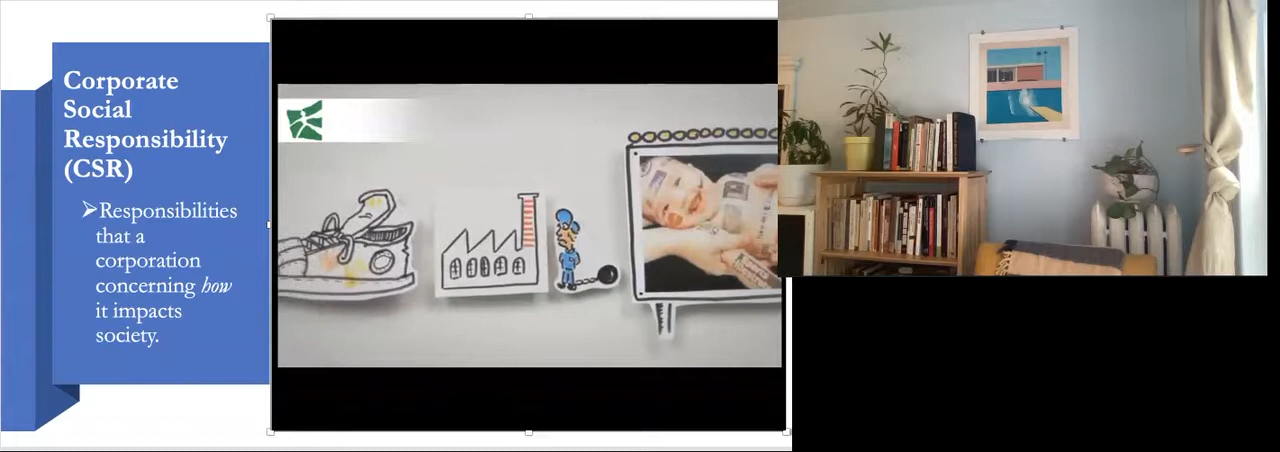 Corporate
Social
Responsibility
(CSR)
➢Responsibilities
that a
corporation
concerning how
it impacts
society.